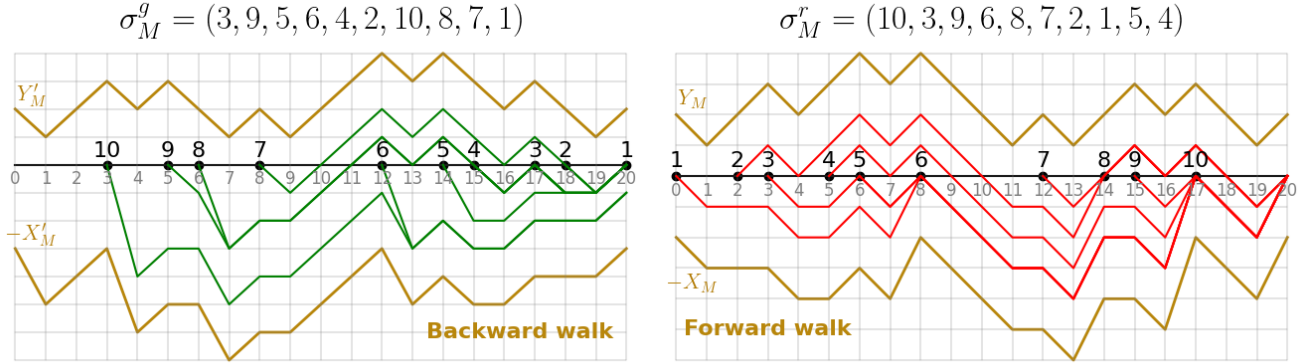 σ_M^g = (3, 9, 5, 6, 4, 2, 10, 8, 7, 1)
Y'_M
10 9 8 7 6 5 4 3 2 1
0 1 2 3 4 5 6 7 8 9 10 11 12 13 14 15 16 17 18 19 20
-X'_M
Backward walk
σ_M^r = (10, 3, 9, 6, 8, 7, 2, 1, 5, 4)
Y_M
1 2 3 4 5 6 7 8 9 10
0 1 2 3 4 5 6 7 8 9 10 11 12 13 14 15 16 17 18 19 20
-X_M
Forward walk